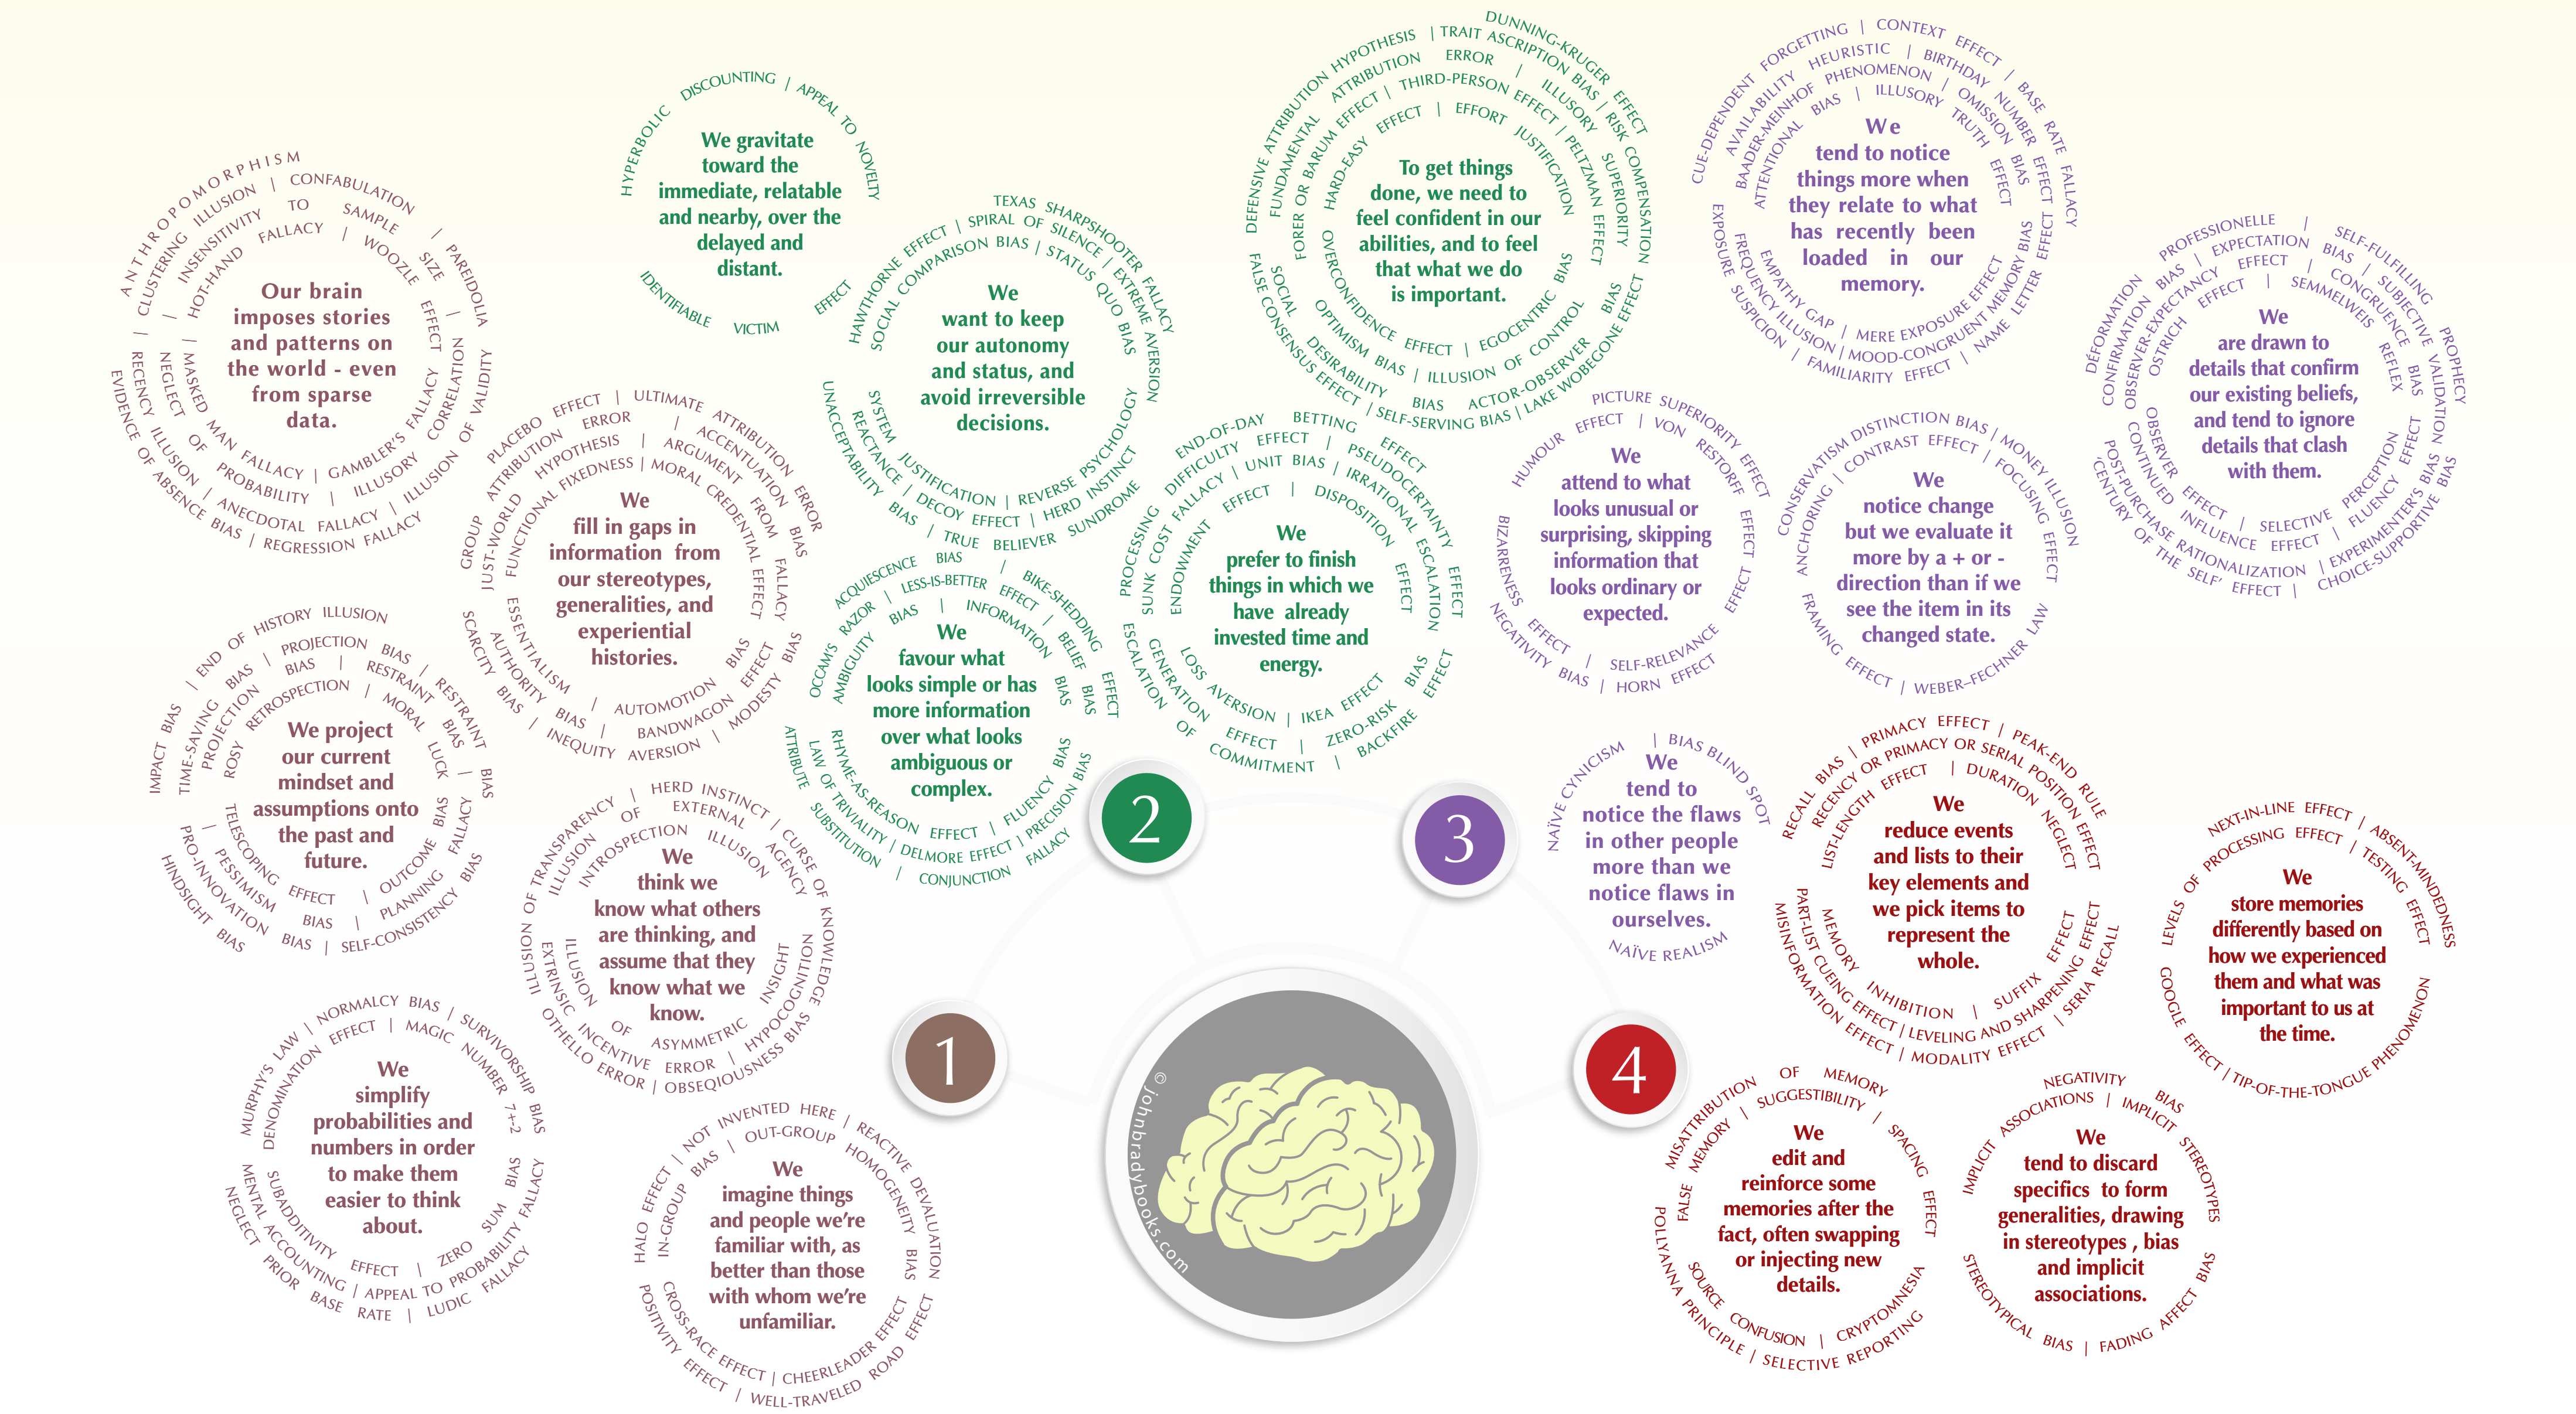 ANTHROPOMORPHISM | PAREIDOLIA
CLUSTERING ILLUSION | CONFABULATION
INSENSITIVITY TO SAMPLE SIZE
HOT-HAND FALLACY | WOOZLE EFFECT
Our brain
imposes stories
and patterns on
the world - even
from sparse
data.
MASKED MAN FALLACY | GAMBLER'S FALLACY
NEGLECT OF PROBABILITY | ILLUSORY CORRELATION
RECENCY ILLUSION | ANECDOTAL FALLACY | ILLUSION OF VALIDITY
EVIDENCE OF ABSENCE BIAS | REGRESSION FALLACY
GROUP ATTRIBUTION ERROR | ACCENTUATION BIAS
PLACEBO EFFECT | ULTIMATE ATTRIBUTION ERROR
JUST-WORLD HYPOTHESIS | ARGUMENT FROM FALLACY
FUNCTIONAL FIXEDNESS | MORAL CREDENTIAL EFFECT
We
fill in gaps in
information from
our stereotypes,
generalities, and
experiential
histories.
ESSENTIALISM | AUTOMOTION BIAS
AUTHORITY BIAS | BANDWAGON EFFECT
SCARCITY BIAS | INEQUITY AVERSION | MODESTY BIAS
IMPACT BIAS | END OF HISTORY ILLUSION
TIME-SAVING BIAS | PROJECTION BIAS | RESTRAINT BIAS
PROJECTION BIAS | RESTRAINT BIAS
ROSY RETROSPECTION | MORAL LUCK
We project
our current
mindset and
assumptions onto
the past and
future.
TELESCOPING EFFECT | OUTCOME BIAS
PESSIMISM BIAS | PLANNING FALLACY
PRO-INNOVATION BIAS | SELF-CONSISTENCY BIAS
HINDSIGHT BIAS
ILLUSION OF TRANSPARENCY | HERD INSTINCT | CURSE OF KNOWLEDGE
ILLUSION OF EXTERNAL AGENCY
INTROSPECTION ILLUSION
We
think we
know what others
are thinking, and
assume that they
know what we
know.
ILLUSION OF ASYMMETRIC INSIGHT
EXTRINSIC INCENTIVE ERROR | HYPOCOGNITION
OTHELLO ERROR | OBSEQIOUSNESS BIAS
MURPHY'S LAW | NORMALCY BIAS | SURVIVORSHIP BIAS
DENOMINATION EFFECT | MAGIC NUMBER 7+-2
We
simplify
probabilities and
numbers in order
to make them
easier to think
about.
SUBADDITIVITY EFFECT | ZERO SUM BIAS
MENTAL ACCOUNTING | APPEAL TO PROBABILITY FALLACY
NEGLECT PRIOR BASE RATE | LUDIC FALLACY
HALO EFFECT | NOT INVENTED HERE | REACTIVE DEVALUATION
IN-GROUP BIAS | OUT-GROUP HOMOGENEITY BIAS
We
imagine things
and people we're
familiar with, as
better than those
with whom we're
unfamiliar.
CROSS-RACE EFFECT | CHEERLEADER EFFECT
POSITIVITY EFFECT | WELL-TRAVELED ROAD EFFECT
1
HYPERBOLIC DISCOUNTING | APPEAL TO NOVELTY
We gravitate
toward the
immediate, relatable
and nearby, over the
delayed and
distant.
IDENTIFIABLE VICTIM EFFECT
TEXAS SHARPSHOOTER FALLACY
HAWTHORNE EFFECT | SPIRAL OF SILENCE | EXTREME AVERSION
SOCIAL COMPARISON BIAS | STATUS QUO BIAS
We
want to keep
our autonomy
and status, and
avoid irreversible
decisions.
SYSTEM JUSTIFICATION | REVERSE PSYCHOLOGY
REACTANCE | DECOY EFFECT | HERD INSTINCT
UNACCEPTABILITY BIAS | TRUE BELIEVER SUNDROME
DUNNING-KRUGER EFFECT
DEFENSIVE ATTRIBUTION HYPOTHESIS | TRAIT ASCRIPTION BIAS | RISK COMPENSATION
FUNDAMENTAL ATTRIBUTION ERROR | ILLUSORY SUPERIORITY
FORER OR BARUM EFFECT | THIRD-PERSON EFFECT | PELTZMAN EFFECT
HARD-EASY EFFECT | EFFORT JUSTIFICATION
To get things
done, we need to
feel confident in our
abilities, and to feel
that what we do
is important.
OVERCONFIDENCE EFFECT | EGOCENTRIC BIAS
OPTIMISM BIAS | ILLUSION OF CONTROL
SOCIAL DESIRABILITY BIAS ACTOR-OBSERVER BIAS
FALSE CONSENSUS EFFECT | SELF-SERVING BIAS | LAKE WOBEGONE EFFECT
ACQUIESCENCE BIAS | BIKE-SHEDDING EFFECT
OCCAM'S RAZOR | LESS-IS-BETTER EFFECT | BELIEF BIAS
AMBIGUITY BIAS | INFORMATION BIAS
We
favour what
looks simple or has
more information
over what looks
ambiguous or
complex.
RHYME-AS-REASON EFFECT | FLUENCY BIAS
LAW OF TRIVIALITY | DELMORE EFFECT | PRECISION BIAS
ATTRIBUTE SUBSTITUTION | CONJUNCTION FALLACY
END-OF-DAY BETTING EFFECT
PROCESSING DIFFICULTY EFFECT | PSEUDOCERTAINTY EFFECT
SUNK COST FALLACY | UNIT BIAS | IRRATIONAL ESCALATION
ENDOWMENT EFFECT | DISPOSITION EFFECT
We
prefer to finish
things in which we
have already
invested time and
energy.
LOSS AVERSION | IKEA EFFECT
GENERATION EFFECT | ZERO-RISK BIAS
ESCALATION OF COMMITMENT | BACKFIRE EFFECT
2
CUE-DEPENDENT FORGETTING | CONTEXT EFFECT | BASE RATE FALLACY
AVAILABILITY HEURISTIC | BIRTHDAY NUMBER EFFECT
BAADER-MEINHOF PHENOMENON | OMISSION BIAS
ATTENTIONAL BIAS | ILLUSORY TRUTH EFFECT
We
tend to notice
things more when
they relate to what
has recently been
loaded in our
memory.
EMPATHY GAP | MERE EXPOSURE EFFECT
FREQUENCY ILLUSION | MOOD-CONGRUENT MEMORY BIAS
EXPOSURE SUSPICION | FAMILIARITY EFFECT | NAME LETTER EFFECT
PICTURE SUPERIORITY EFFECT
HUMOUR EFFECT | VON RESTORFF EFFECT
We
attend to what
looks unusual or
surprising, skipping
information that
looks ordinary or
expected.
BIZARRENESS EFFECT | SELF-RELEVANCE EFFECT
NEGATIVITY BIAS | HORN EFFECT
CONSERVATISM DISTINCTION BIAS | MONEY ILLUSION
ANCHORING | CONTRAST EFFECT | FOCUSING EFFECT
We
notice change
but we evaluate it
more by a + or -
direction than if we
see the item in its
changed state.
FRAMING EFFECT | WEBER–FECHNER LAW
DÉFORMATION PROFESSIONELLE | SELF-FULFILLING PROPHECY
CONFIRMATION BIAS | EXPECTATION BIAS | SUBJECTIVE VALIDATION
OBSERVER-EXPECTANCY EFFECT | CONGRUENCE BIAS
OSTRICH EFFECT | SEMMELWEIS REFLEX
We
are drawn to
details that confirm
our existing beliefs,
and tend to ignore
details that clash
with them.
OBSERVER EFFECT | SELECTIVE PERCEPTION
CONTINUED INFLUENCE EFFECT | FLUENCY EFFECT
POST-PURCHASE RATIONALIZATION | EXPERIMENTER'S BIAS
'CENTURY OF THE SELF' EFFECT | CHOICE-SUPPORTIVE BIAS
NAÏVE CYNICISM | BIAS BLIND SPOT
We
tend to
notice the flaws
in other people
more than we
notice flaws in
ourselves.
NAÏVE REALISM
3
RECALL BIAS | PRIMACY EFFECT | PEAK-END RULE
RECENCY OR PRIMACY OR SERIAL POSITION EFFECT
LIST-LENGTH EFFECT | DURATION NEGLECT
We
reduce events
and lists to their
key elements and
we pick items to
represent the
whole.
MEMORY INHIBITION | SUFFIX EFFECT
PART-LIST CUEING EFFECT | LEVELING AND SHARPENING EFFECT
MISINFORMATION EFFECT | MODALITY EFFECT | SERIA RECALL
NEXT-IN-LINE EFFECT | ABSENT-MINDEDNESS
LEVELS OF PROCESSING EFFECT | TESTING EFFECT
We
store memories
differently based on
how we experienced
them and what was
important to us at
the time.
GOOGLE EFFECT | TIP-OF-THE-TONGUE PHENOMENON
MISATTRIBUTION OF MEMORY
FALSE MEMORY | SUGGESTIBILITY | SPACING EFFECT
We
edit and
reinforce some
memories after the
fact, often swapping
or injecting new
details.
SOURCE CONFUSION | CRYPTOMNESIA
POLLYANNA PRINCIPLE | SELECTIVE REPORTING
NEGATIVITY BIAS
IMPLICIT ASSOCIATIONS | IMPLICIT STEREOTYPES
We
tend to discard
specifics to form
generalities, drawing
in stereotypes , bias
and implicit
associations.
STEREOTYPICAL BIAS | FADING AFFECT BIAS
4
© johnbradybooks.com